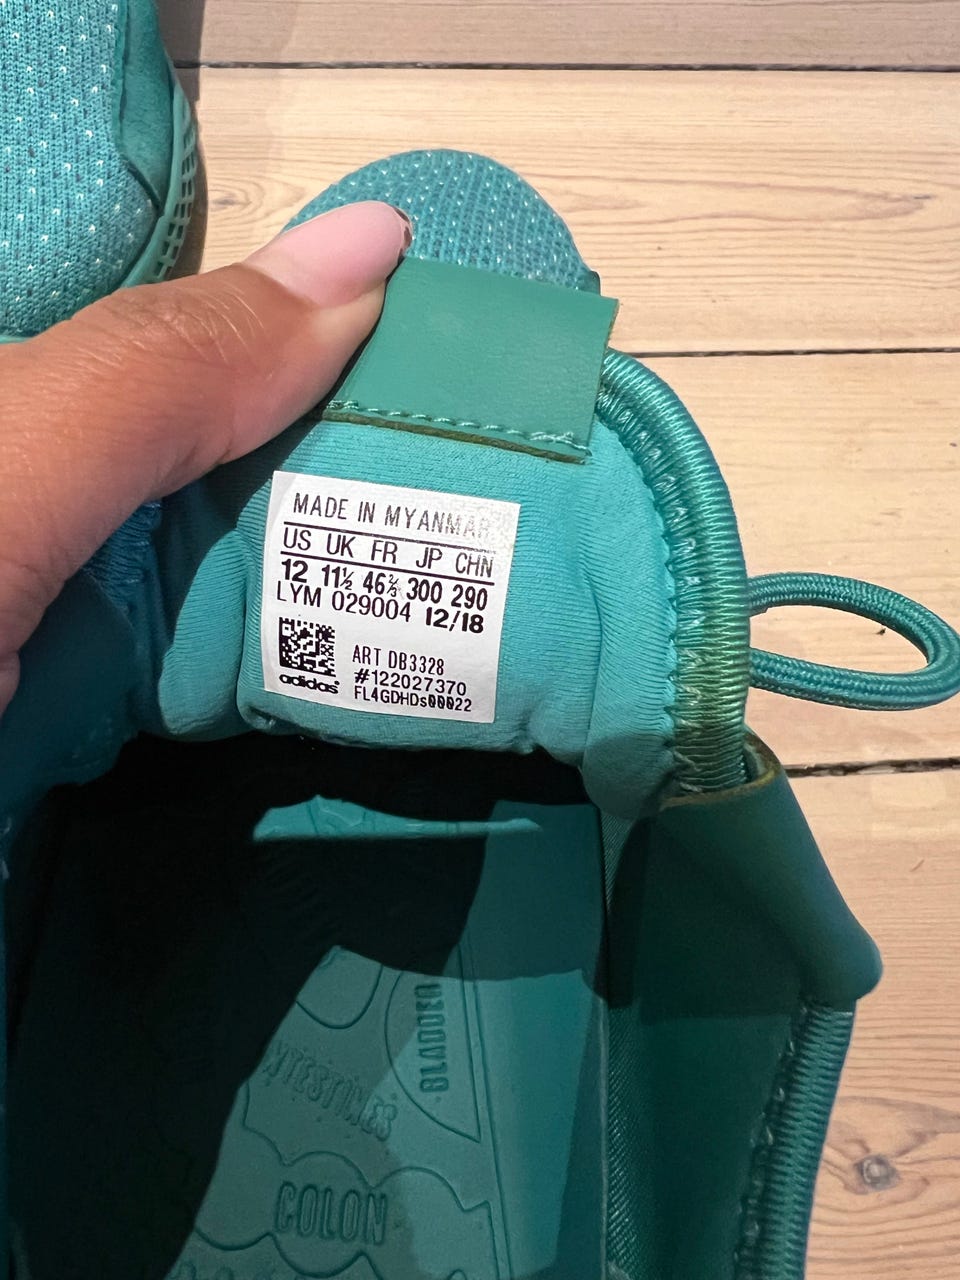 MADE IN MYANMAR
US UK FR JP CHN
12 11½ 46⅔ 300 290
LYM 029004 12/18
ART DB3328
#122027370
adidas
FL4GDHDs00022
BLADDER
INTESTINES
COLON